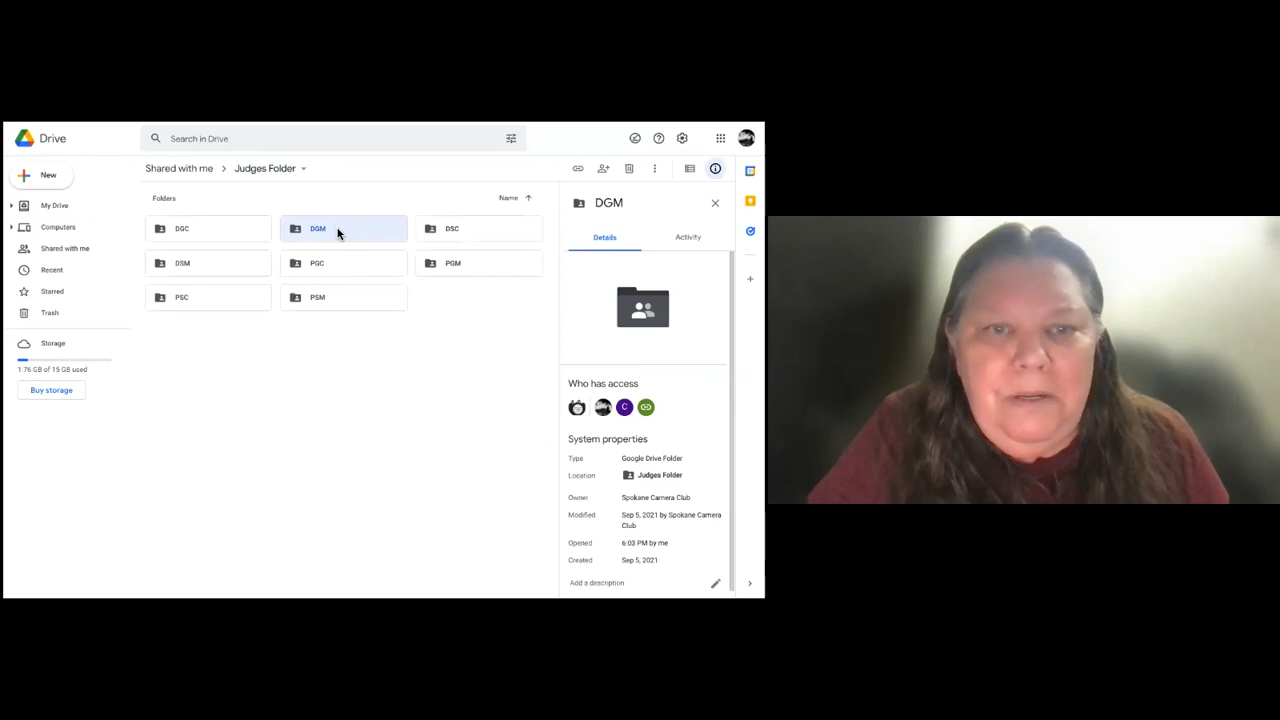 Drive
Search in Drive
New
Shared with me
Judges Folder
My Drive
Computers
Shared with me
Recent
Starred
Trash
Storage
1.76 GB of 15 GB used
Buy storage
Folders
Name
DGC
DGM
DSC
DSM
PGC
PGM
PSC
PSM
DGM
Details
Activity
Who has access
C
System properties
Type Google Drive Folder
Location Judges Folder
Owner Spokane Camera Club
Modified Sep 5, 2021 by Spokane Camera
Club
Opened 6:03 PM by me
Created Sep 5, 2021
Add a description